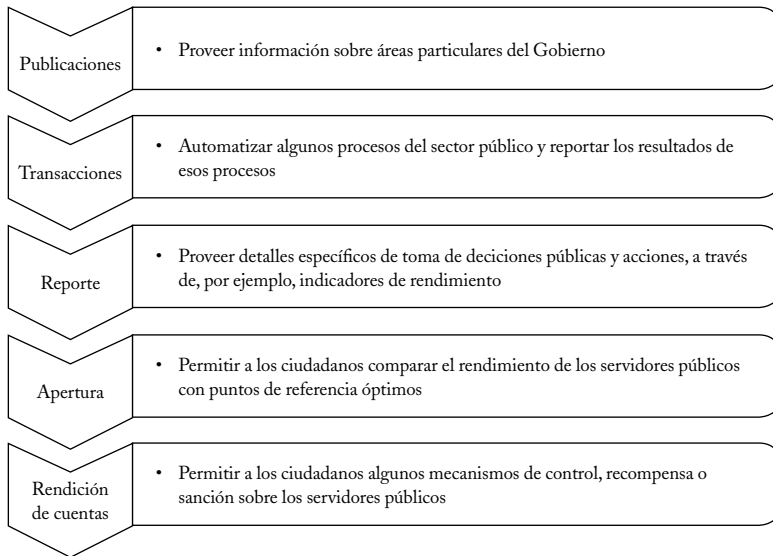 Publicaciones
• Proveer información sobre áreas particulares del Gobierno
Transacciones
• Automatizar algunos procesos del sector público y reportar los resultados de
esos procesos
Reporte
• Proveer detalles específicos de toma de decisiones públicas y acciones, a través
de, por ejemplo, indicadores de rendimiento
Apertura
• Permitir a los ciudadanos comparar el rendimiento de los servidores públicos
con puntos de referencia óptimos
Rendición
de cuentas
• Permitir a los ciudadanos algunos mecanismos de control, recompensa o
sanción sobre los servidores públicos